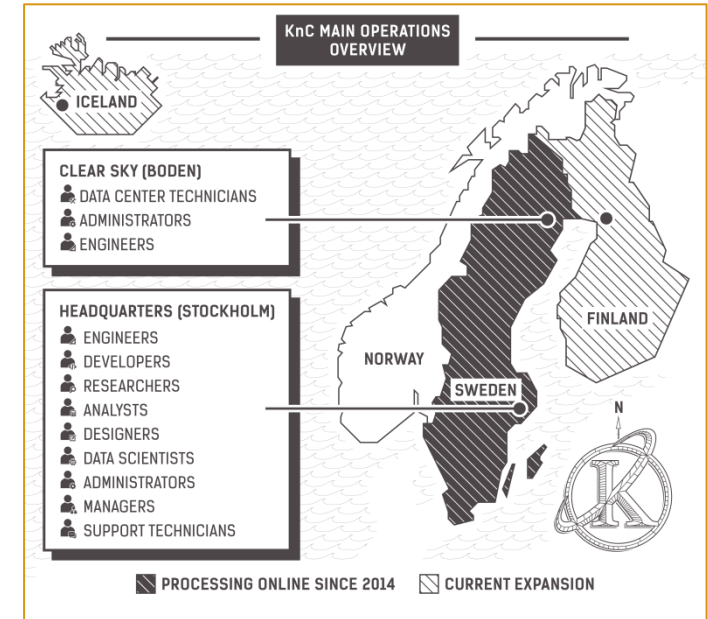 KnC MAIN OPERATIONS
OVERVIEW
ICELAND
CLEAR SKY (BODEN)
DATA CENTER TECHNICIANS
ADMINISTRATORS
ENGINEERS
HEADQUARTERS (STOCKHOLM)
ENGINEERS
DEVELOPERS
RESEARCHERS
ANALYSTS
DESIGNERS
DATA SCIENTISTS
ADMINISTRATORS
MANAGERS
SUPPORT TECHNICIANS
FINLAND
NORWAY
SWEDEN
N
K
PROCESSING ONLINE SINCE 2014
CURRENT EXPANSION